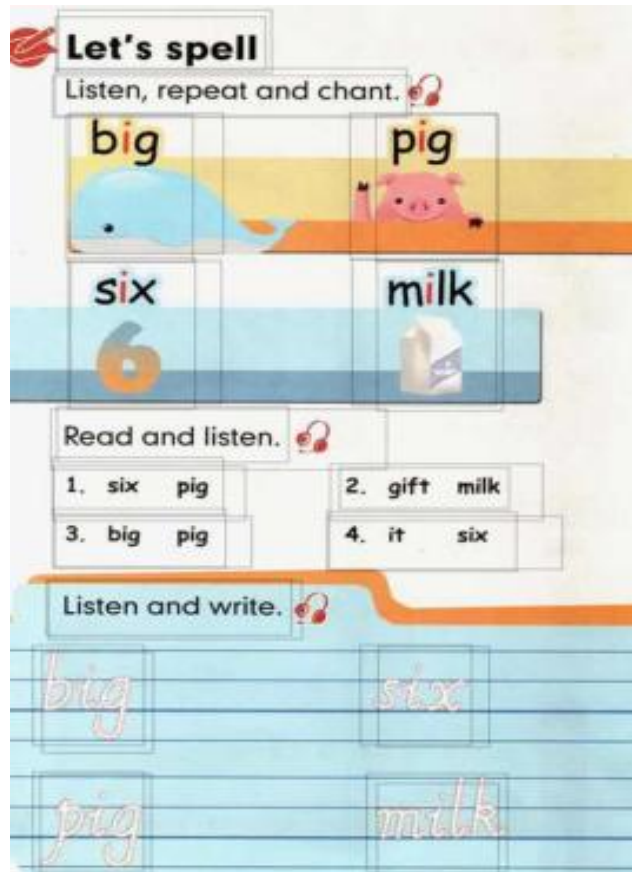 Let's spell
Listen, repeat and chant.
big pig
six milk
6
Read and listen.
1. six pig 2. gift milk
3. big pig 4. it six
Listen and write.
big six
pig milk